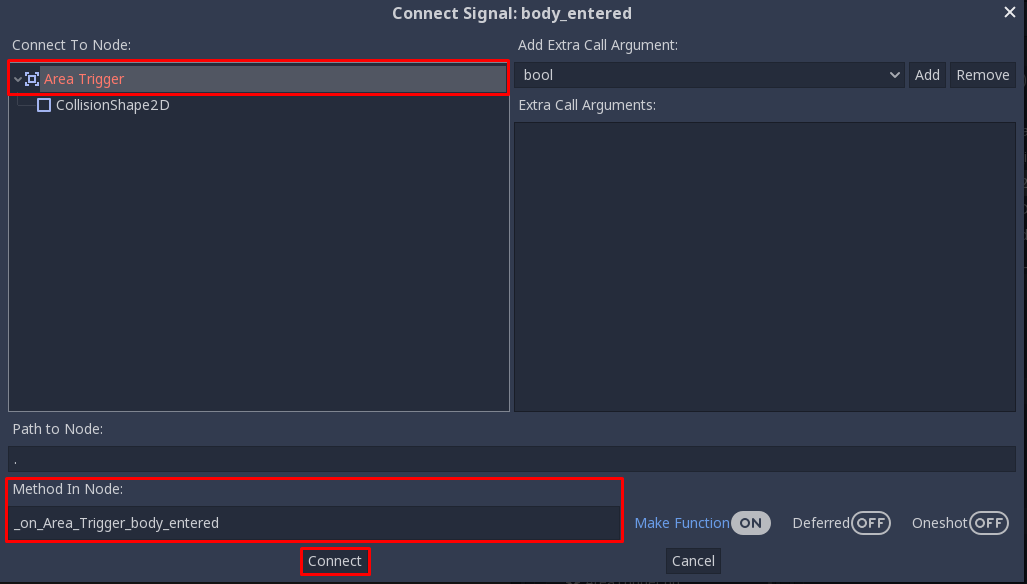 Connect Signal: body_entered
Connect To Node:
Add Extra Call Argument:
Area Trigger
bool
Add
Remove
CollisionShape2D
Extra Call Arguments:
Path to Node:
.
Method In Node:
_on_Area_Trigger_body_entered
Make Function ON
Deferred OFF
Oneshot OFF
Connect
Cancel